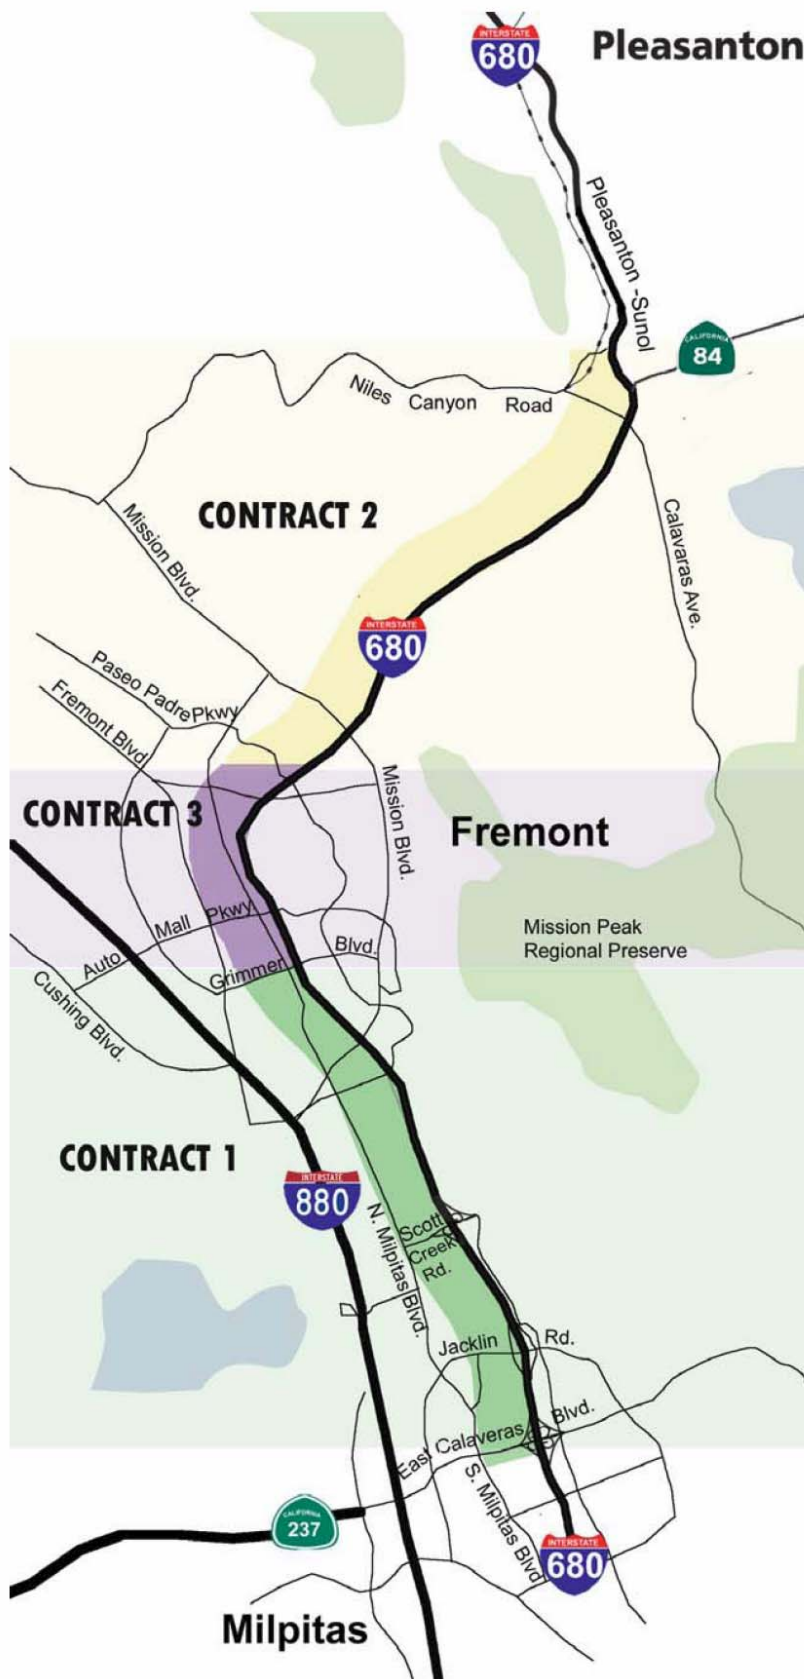 INTERSTATE
680
Pleasanton
Pleasanton -Sunol
CALIFORNIA
84
Niles Canyon Road
CONTRACT 2
Mission Blvd.
Calavaras Ave.
INTERSTATE
680
Paseo Padre Pkwy
Fremont Blvd
Mission Blvd.
CONTRACT 3
Fremont
Auto Mall Pkwy
Mission Peak
Regional Preserve
Grimmer Blvd.
Cushing Blvd.
CONTRACT 1
INTERSTATE
880
Scott
Creek
Rd.
N. Milpitas Blvd.
Jacklin Rd.
East Calaveras Blvd.
S. Milpitas Blvd
CALIFORNIA
237
INTERSTATE
680
Milpitas